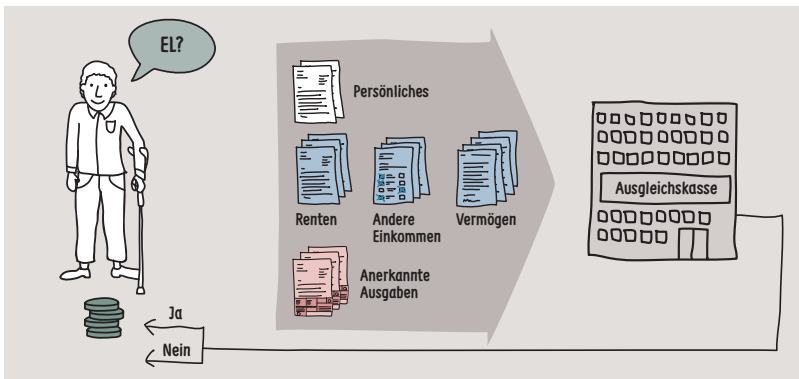 EL?
Persönliches
Renten
Andere
Einkommen
Vermögen
Anerkannte
Ausgaben
Ausgleichskasse
Ja
Nein